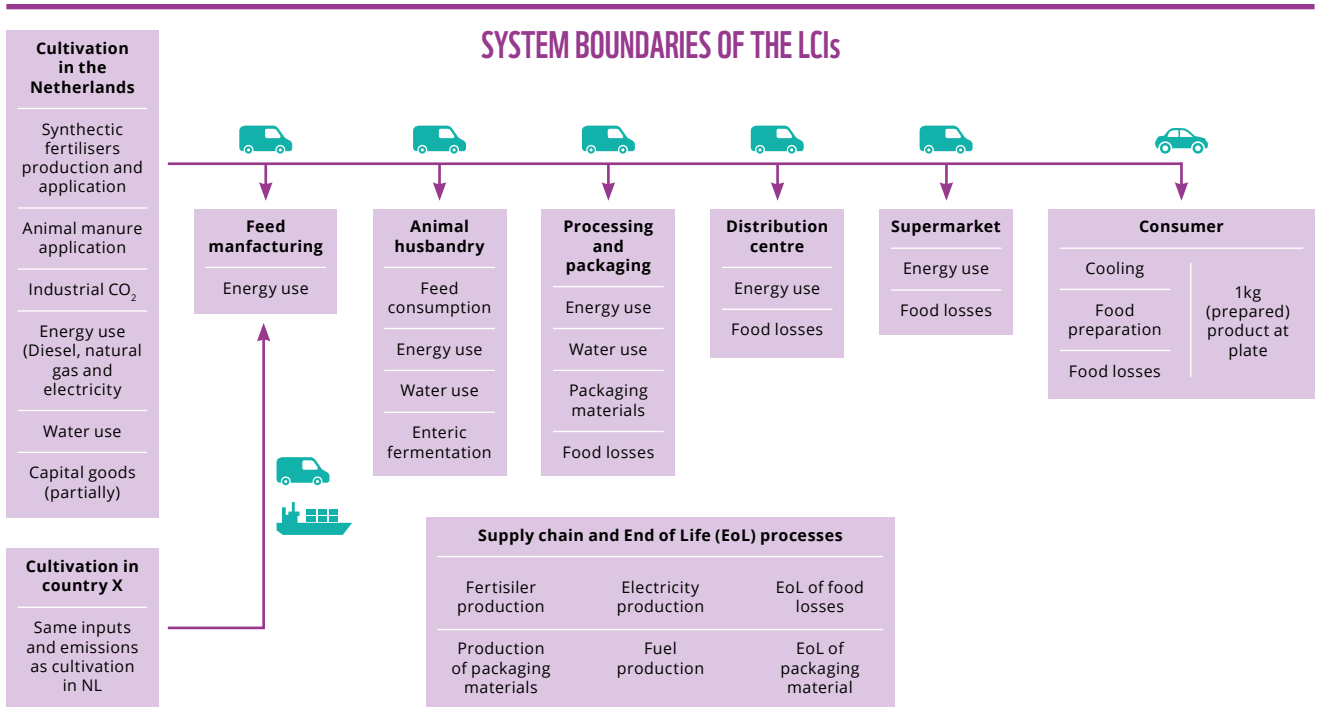 SYSTEM BOUNDARIES OF THE LCIs
Cultivation
in the
Netherlands
Synthectic
fertilisers
production and
application
Animal manure
application
Industrial CO₂
Energy use
(Diesel, natural
gas and
electricity
Water use
Capital goods
(partially)
Cultivation in
country X
Same inputs
and emissions
as cultivation
in NL
Feed
manfacturing
Energy use
Animal
husbandry
Feed
consumption
Energy use
Water use
Enteric
fermentation
Processing
and
packaging
Energy use
Water use
Packaging
materials
Food losses
Distribution
centre
Energy use
Food losses
Supermarket
Energy use
Food losses
Consumer
Cooling
Food
preparation
Food losses
1kg
(prepared)
product at
plate
Supply chain and End of Life (EoL) processes
Fertisiler
production
Electricity
production
EoL of food
losses
Production
of packaging
materials
Fuel
production
EoL of
packaging
material